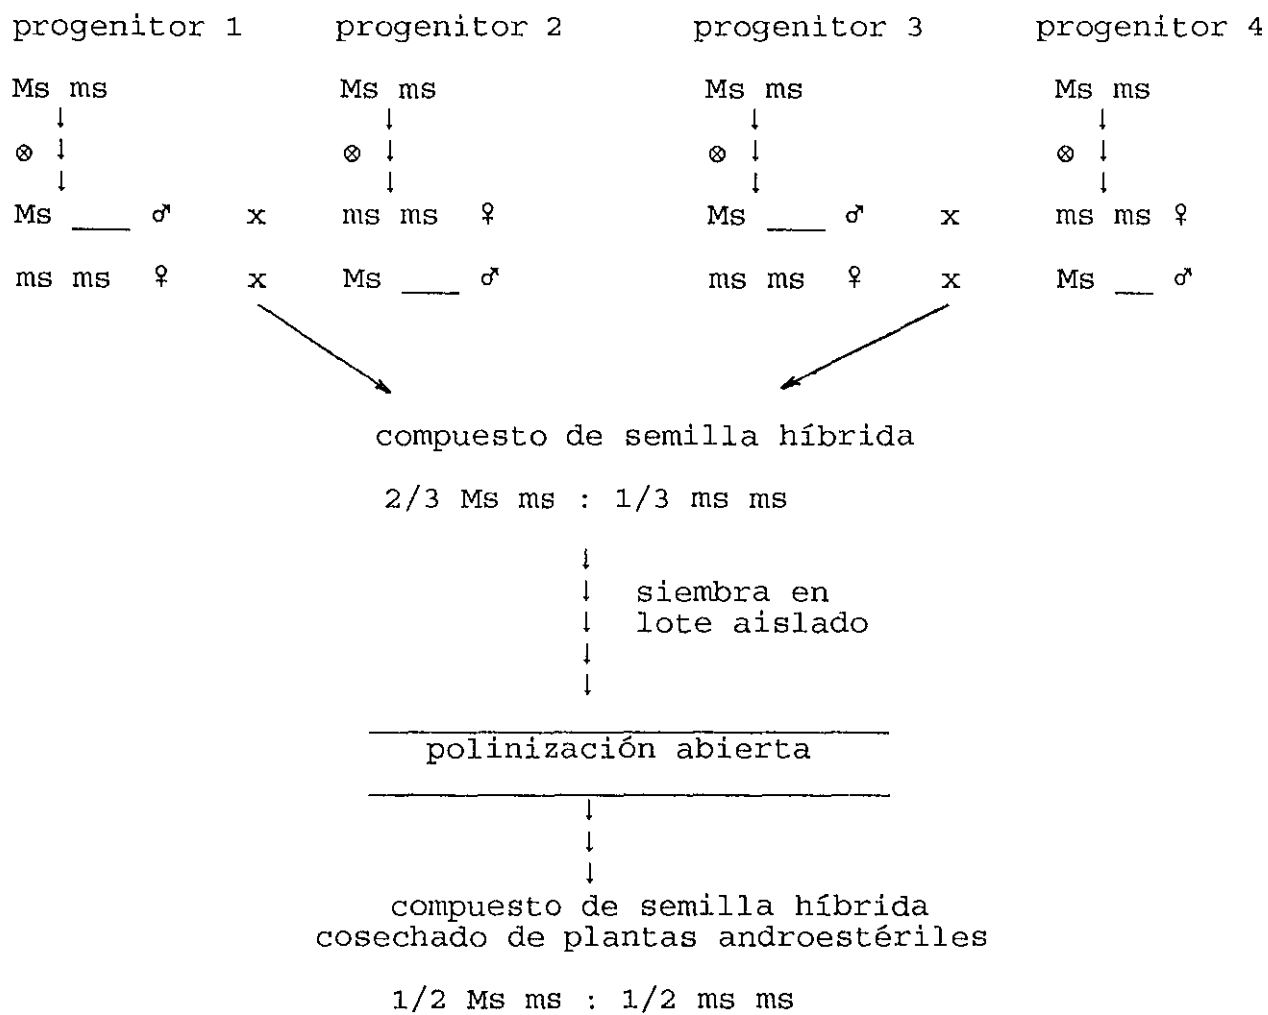 progenitor 1 progenitor 2 progenitor 3 progenitor 4
Ms ms Ms ms Ms ms Ms ms
⊗ ⊗ ⊗ ⊗
Ms ___ ♂ x ms ms ♀ Ms ___ ♂ x ms ms ♀
ms ms ♀ x Ms ___ ♂ ms ms ♀ x Ms ___ ♂
compuesto de semilla híbrida
2/3 Ms ms : 1/3 ms ms
siembra en
lote aislado
polinización abierta
compuesto de semilla híbrida
cosechado de plantas androestériles
1/2 Ms ms : 1/2 ms ms